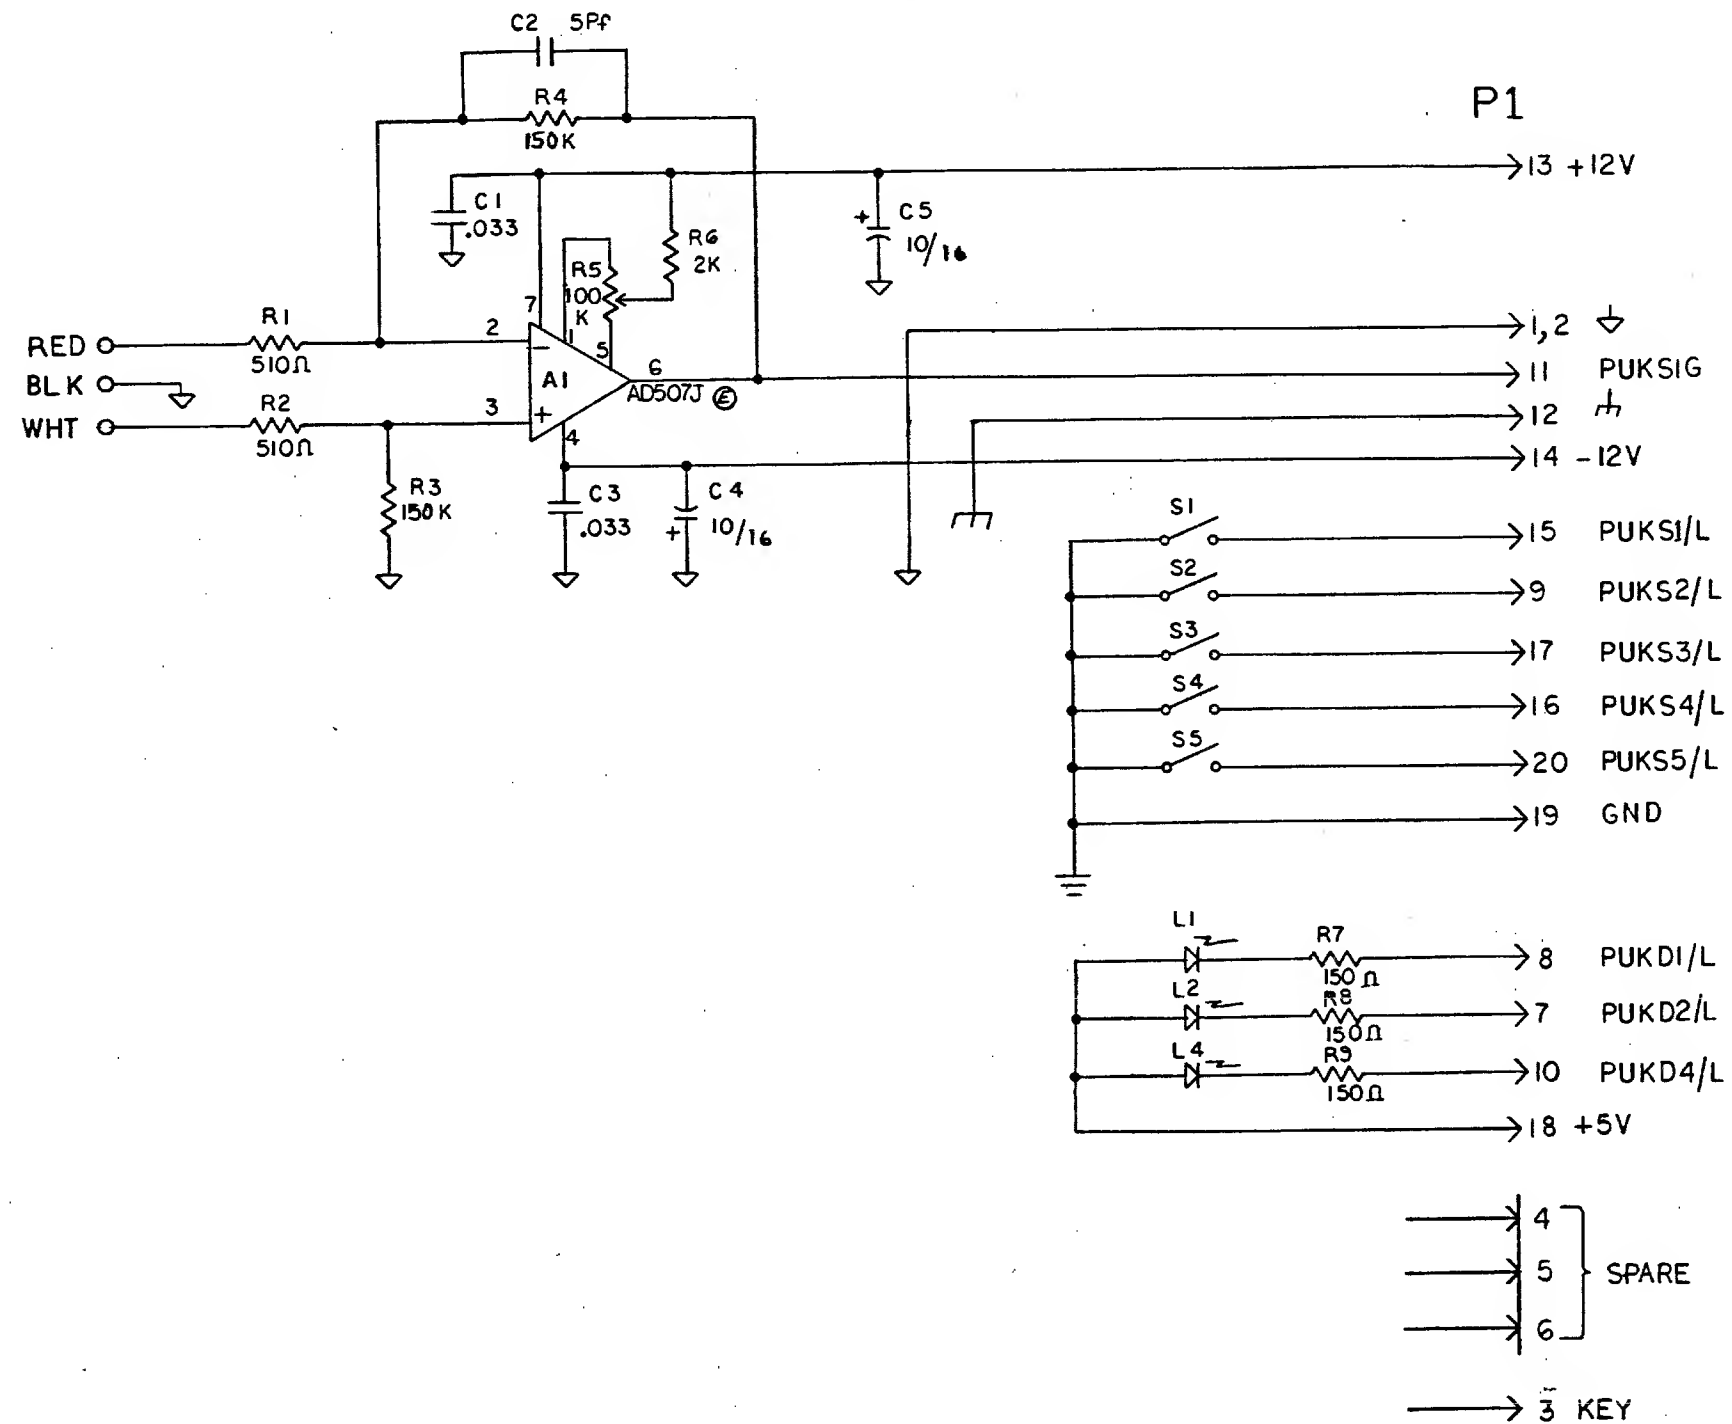 C2 5Pf
R4
150K
P1
13 +12V
C1
.033
+ C5
10/16
R6
2K
R5
100
K
7
1
5
RED
R1
510Ω
2
−
BLK
A1
6
AD507J E
WHT
R2
510Ω
3
+
4
1,2
11 PUKSIG
12
14 -12V
R3
150K
C3
.033
C4
10/16
+
S1
15 PUKS1/L
S2
9 PUKS2/L
S3
17 PUKS3/L
S4
16 PUKS4/L
S5
20 PUKS5/L
19 GND
L1
R7
150Ω
8 PUKD1/L
L2
R8
150Ω
7 PUKD2/L
L4
R9
150Ω
10 PUKD4/L
18 +5V
4
5
6
SPARE
3 KEY